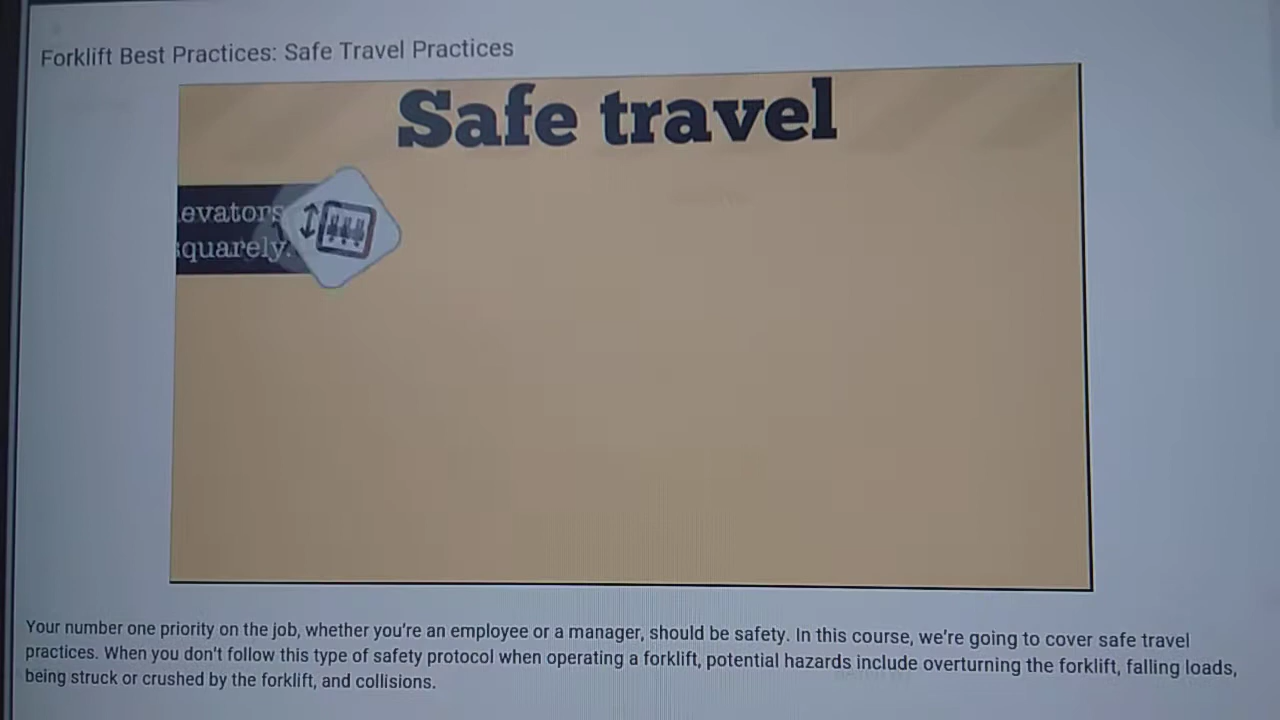 Forklift Best Practices: Safe Travel Practices
Safe travel
evators
quarely.
Your number one priority on the job, whether you're an employee or a manager, should be safety. In this course, we're going to cover safe travel
practices. When you don't follow this type of safety protocol when operating a forklift, potential hazards include overturning the forklift, falling loads,
being struck or crushed by the forklift, and collisions.